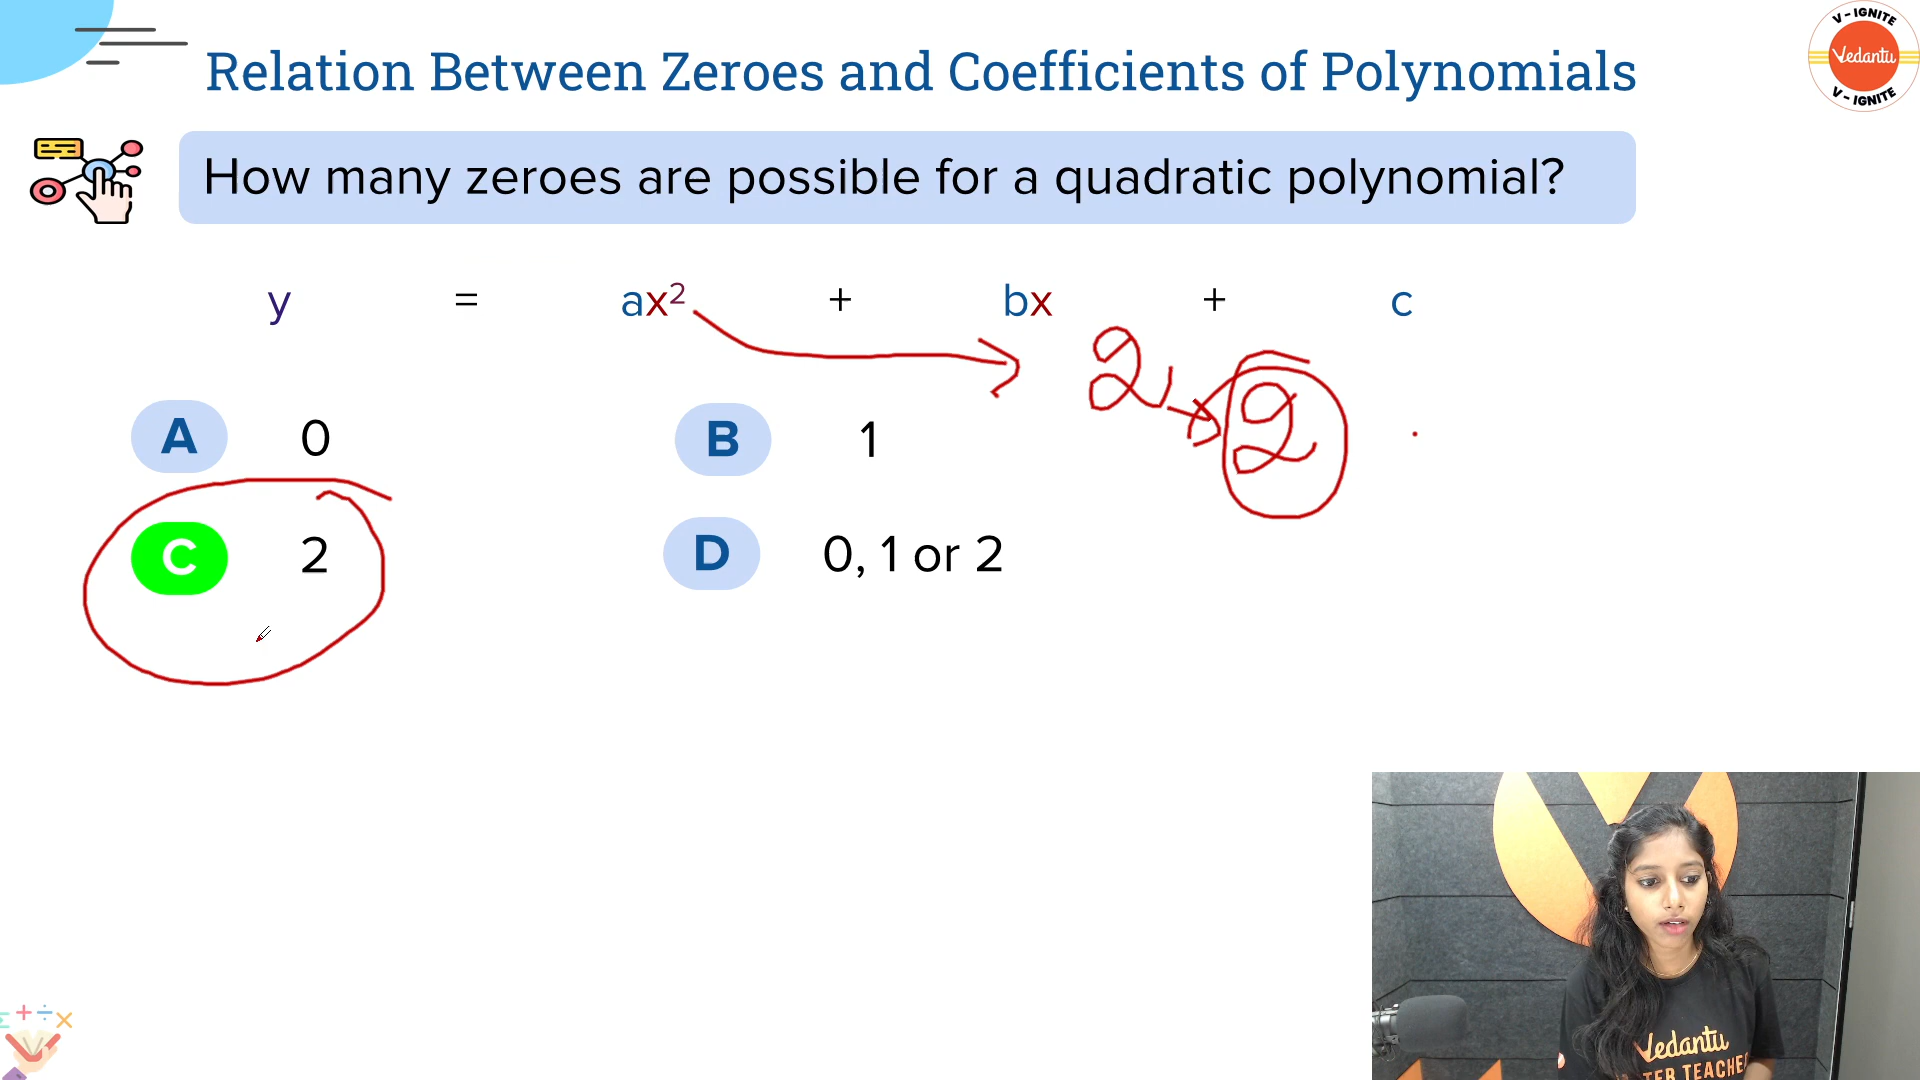 V - IGNITE
Vedantu
V - IGNITE
Relation Between Zeroes and Coefficients of Polynomials
How many zeroes are possible for a quadratic polynomial?
y = ax² + bx + c
2 → 2
A 0
B 1
C 2
D 0, 1 or 2
Vedantu
TEACHE